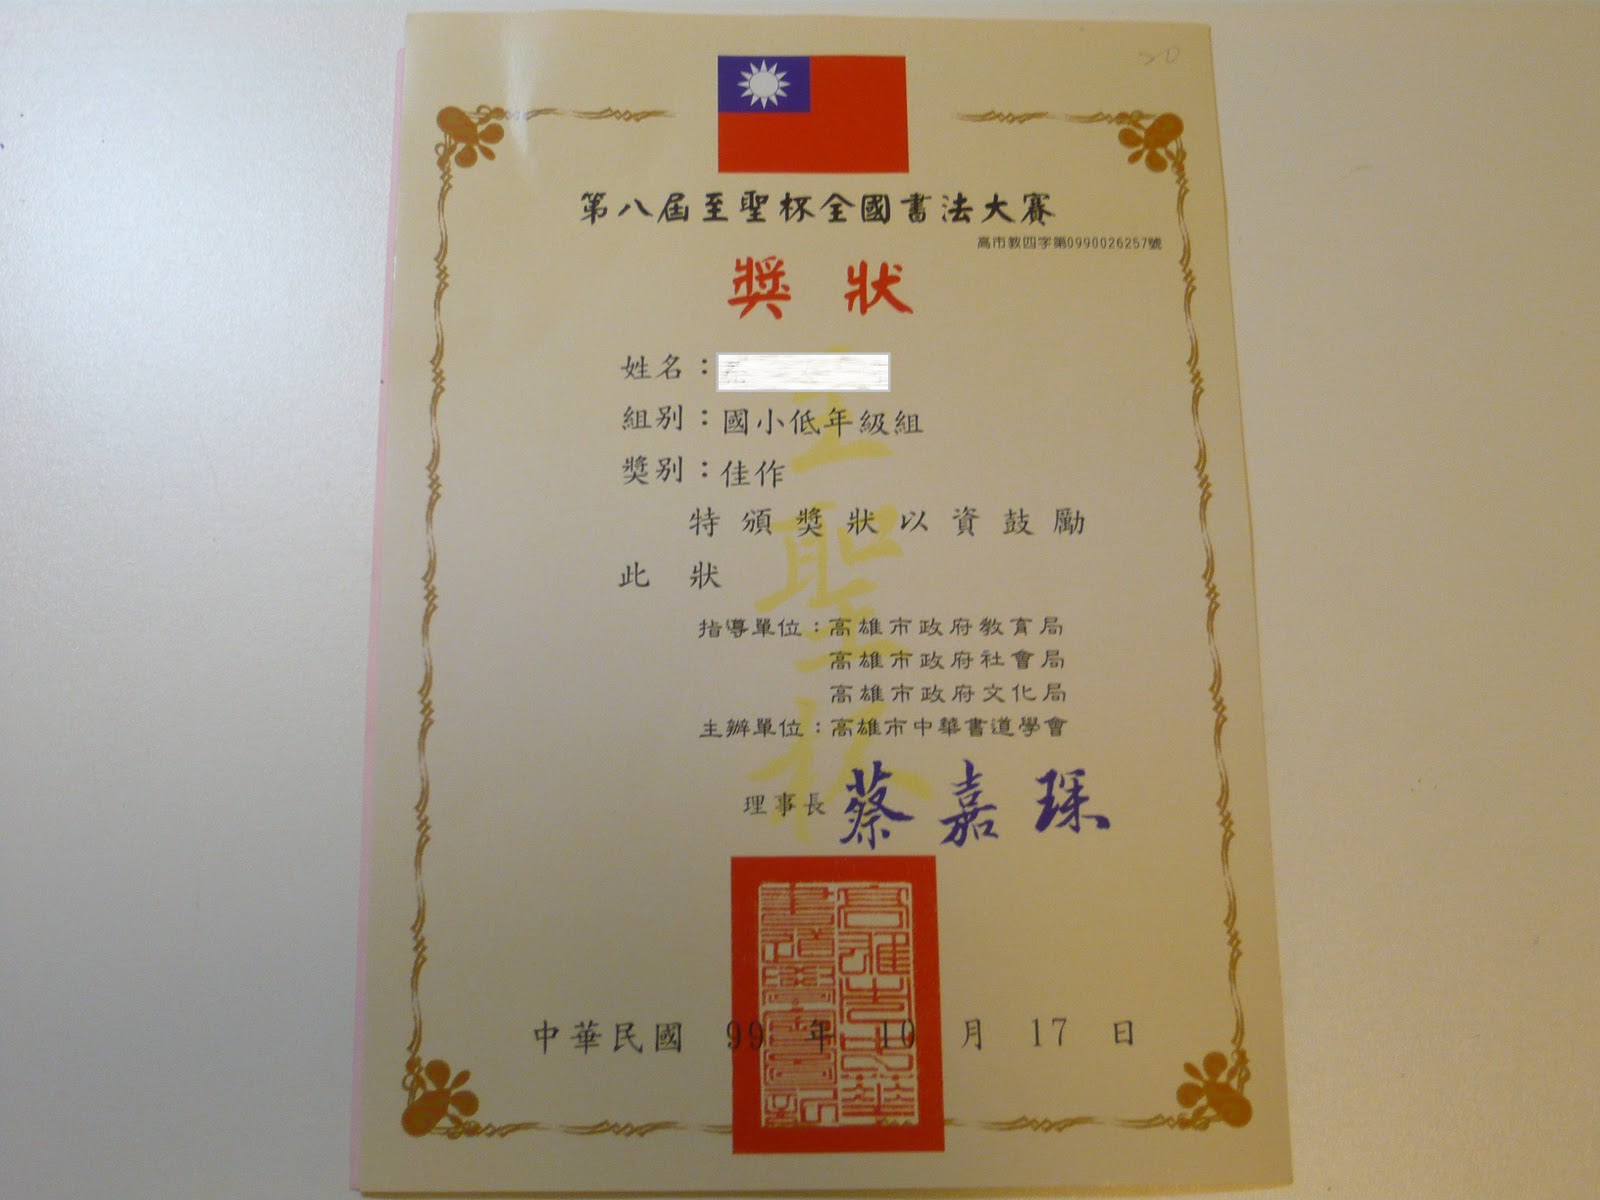 第八屆至聖杯全國書法大賽
高市教四字第0990026257號
獎狀
姓名：
組別：國小低年級組
獎別：佳作
特頒獎狀以資鼓勵
此狀
指導單位：高雄市政府教育局
高雄市政府社會局
高雄市政府文化局
主辦單位：高雄市中華書道學會
理事長 蔡嘉琛
中華民國 99 年 10 月 17 日
至聖杯